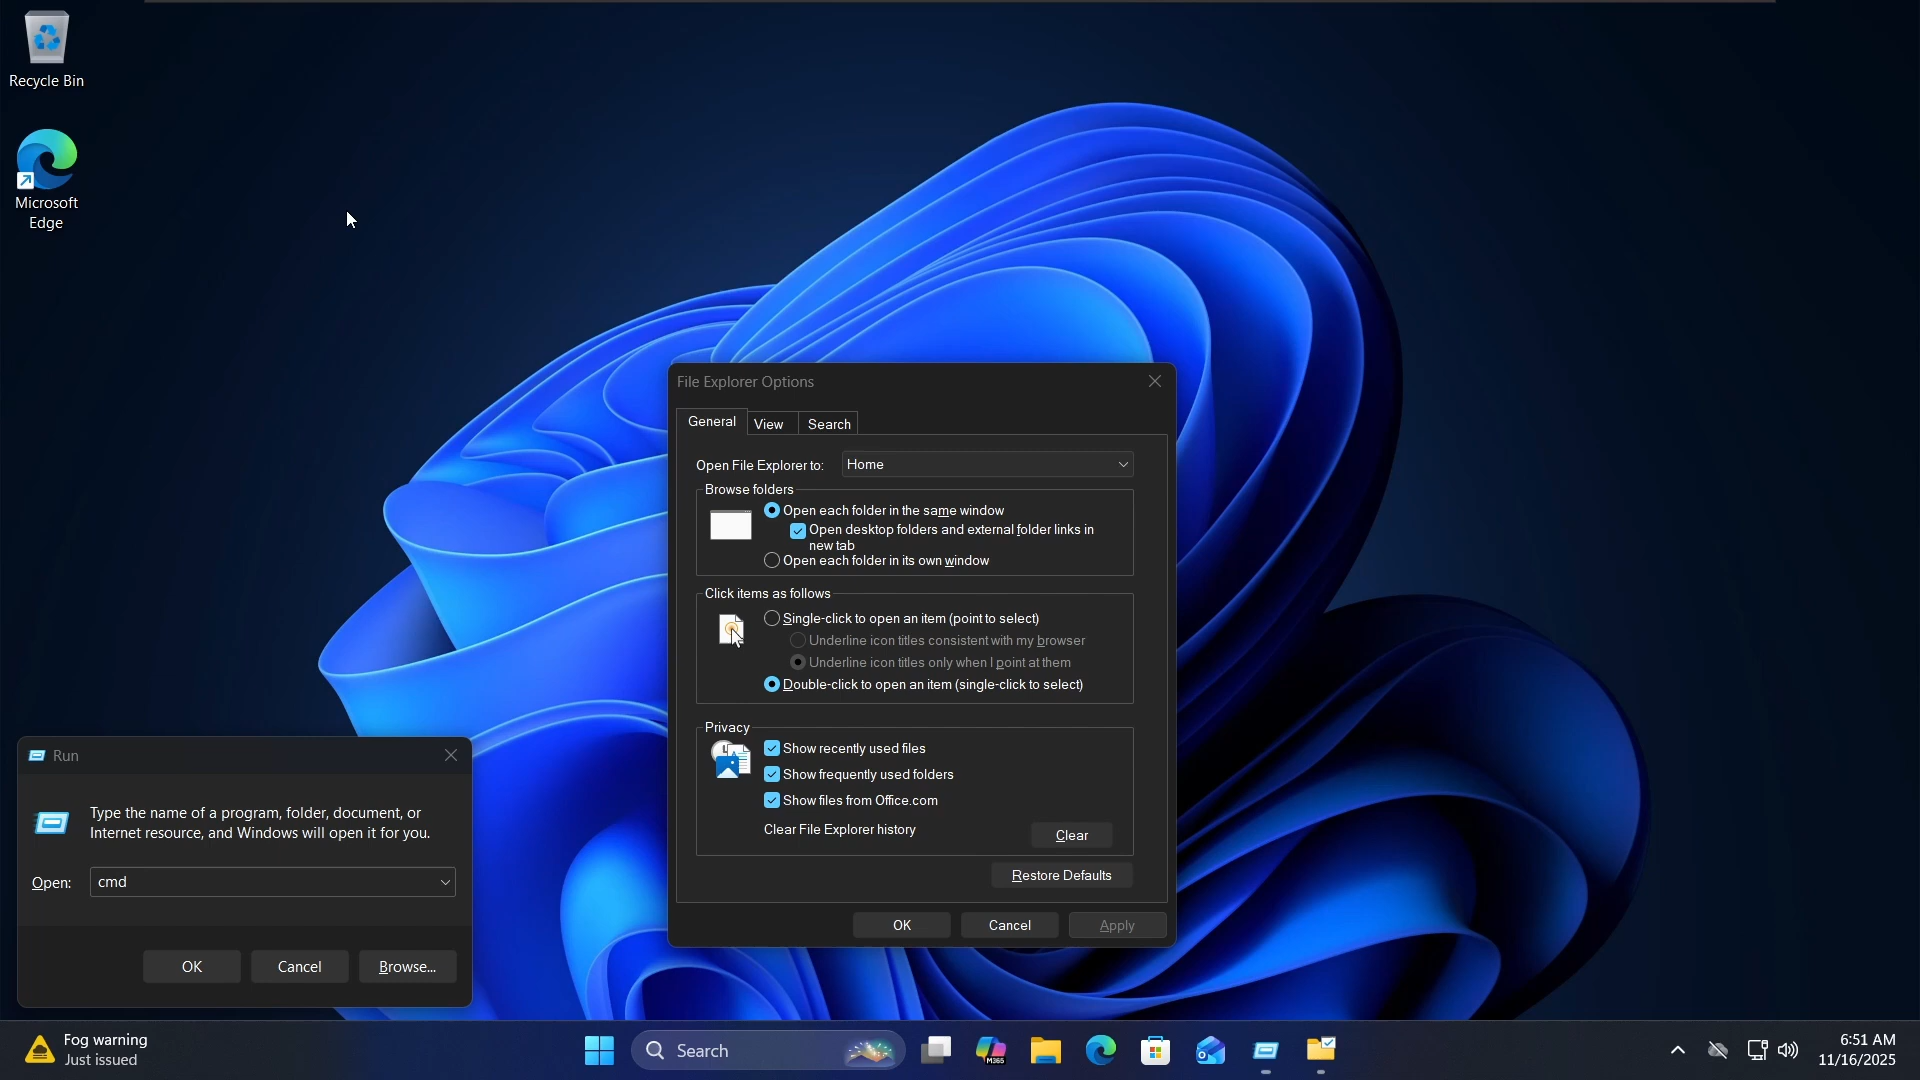 Recycle Bin
Microsoft
Edge
File Explorer Options
General
View
Search
Open File Explorer to:
Home
Browse folders
Open each folder in the same window
Open desktop folders and external folder links in
new tab
Open each folder in its own window
Click items as follows
Single-click to open an item (point to select)
Underline icon titles consistent with my browser
Underline icon titles only when I point at them
Double-click to open an item (single-click to select)
Privacy
Show recently used files
Show frequently used folders
Show files from Office.com
Clear File Explorer history
Clear
Restore Defaults
OK
Cancel
Apply
Run
Type the name of a program, folder, document, or
Internet resource, and Windows will open it for you.
Open:
cmd
OK
Cancel
Browse...
Fog warning
Just issued
Search
M365
6:51 AM
11/16/2025